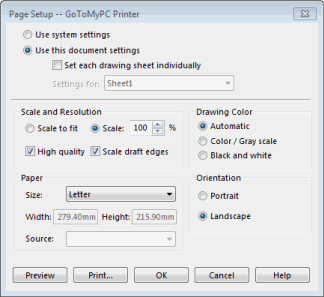 Page Setup -- GoToMyPC Printer
Use system settings
Use this document settings
Set each drawing sheet individually
Settings for: Sheet1
Scale and Resolution
Scale to fit Scale: 100 %
High quality Scale draft edges
Drawing Color
Automatic
Color / Gray scale
Black and white
Paper
Size: Letter
Width: 279.40mm Height: 215.90mm
Source:
Orientation
Portrait
Landscape
Preview Print... OK Cancel Help